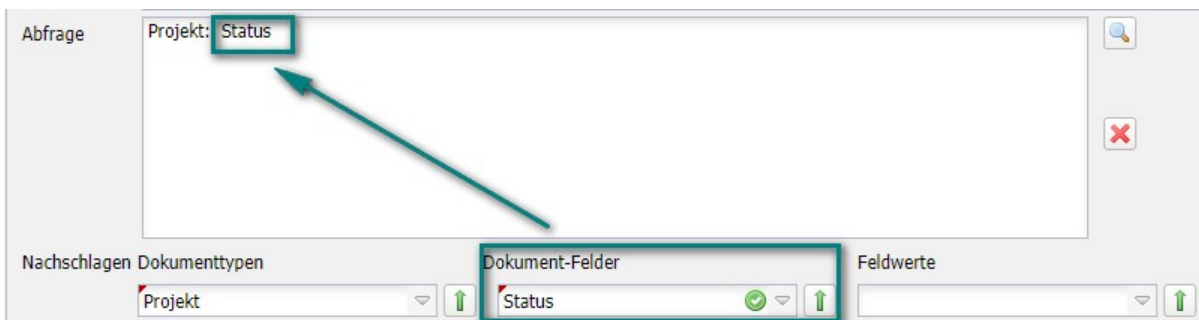 Abfrage
Projekt: Status
Nachschlagen Dokumenttypen Dokument-Felder Feldwerte
Projekt Status